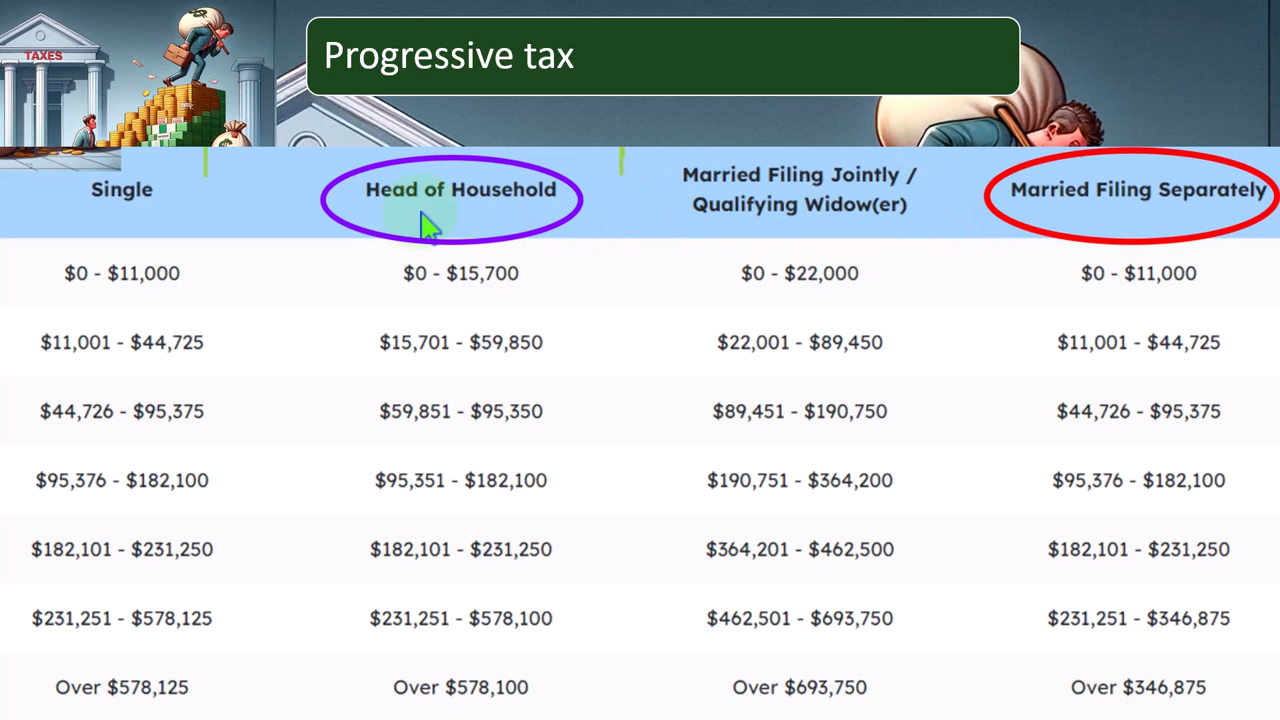 Progressive tax
TAXES
Single
Head of Household
Married Filing Jointly /
Qualifying Widow(er)
Married Filing Separately
$0 - $11,000
$0 - $15,700
$0 - $22,000
$0 - $11,000
$11,001 - $44,725
$15,701 - $59,850
$22,001 - $89,450
$11,001 - $44,725
$44,726 - $95,375
$59,851 - $95,350
$89,451 - $190,750
$44,726 - $95,375
$95,376 - $182,100
$95,351 - $182,100
$190,751 - $364,200
$95,376 - $182,100
$182,101 - $231,250
$182,101 - $231,250
$364,201 - $462,500
$182,101 - $231,250
$231,251 - $578,125
$231,251 - $578,100
$462,501 - $693,750
$231,251 - $346,875
Over $578,125
Over $578,100
Over $693,750
Over $346,875